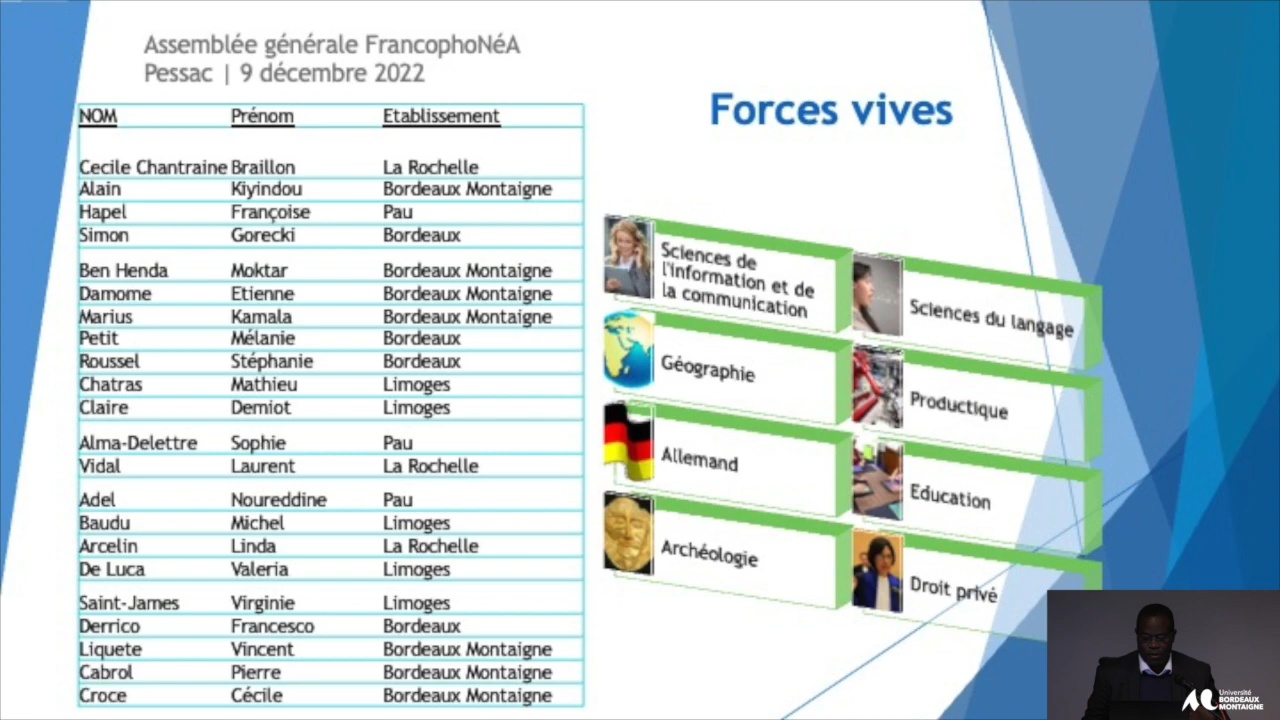 Assemblée générale FrancophoNéA
Pessac | 9 décembre 2022
Forces vives
NOM Prénom Etablissement
Cecile Chantraine Braillon La Rochelle
Alain Kiyindou Bordeaux Montaigne
Hapel Françoise Pau
Simon Gorecki Bordeaux
Ben Henda Moktar Bordeaux Montaigne
Damome Etienne Bordeaux Montaigne
Marius Kamala Bordeaux Montaigne
Petit Mélanie Bordeaux
Roussel Stéphanie Bordeaux
Chatras Mathieu Limoges
Claire Demiot Limoges
Alma-Delettre Sophie Pau
Vidal Laurent La Rochelle
Adel Noureddine Pau
Baudu Michel Limoges
Arcelin Linda La Rochelle
De Luca Valeria Limoges
Saint-James Virginie Limoges
Derrico Francesco Bordeaux
Liquete Vincent Bordeaux Montaigne
Cabrol Pierre Bordeaux Montaigne
Croce Cécile Bordeaux Montaigne
Sciences de
l'information et de
la communication
Sciences du langage
Géographie
Productique
Allemand
Education
Archéologie
Droit privé
Université
BORDEAUX
MONTAIGNE